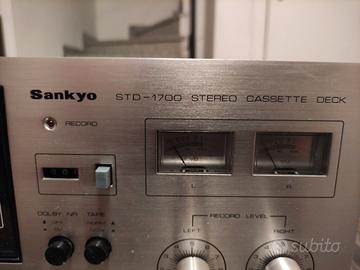 Sankyo STD-1700 STEREO CASSETTE DECK
RECORD
L R
DOLBY NR TAPE
RECORD LEVEL
LEFT RIGHT
subito